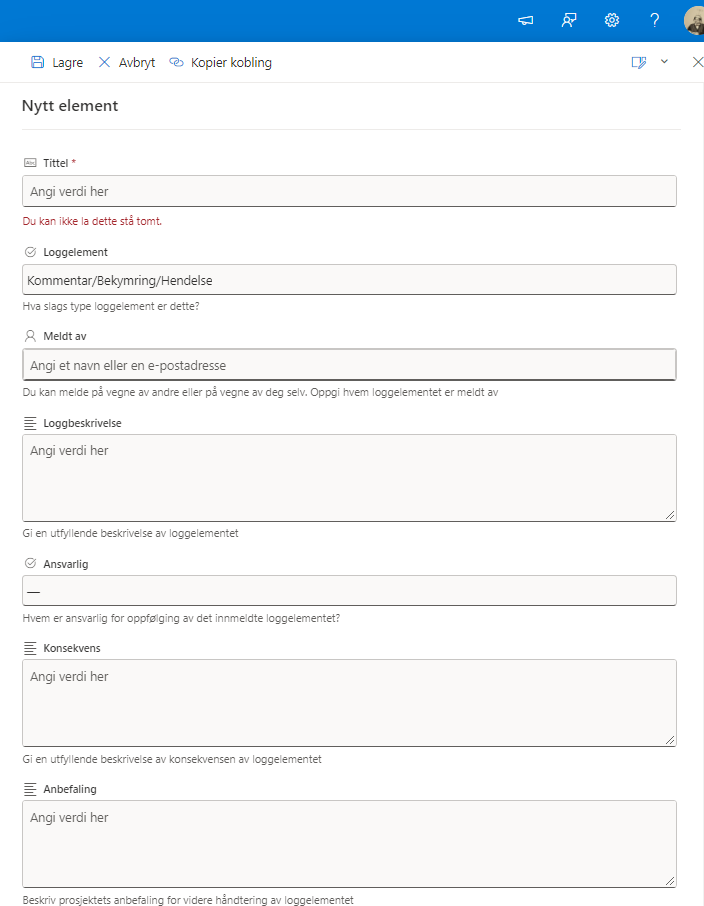 Lagre Avbryt Kopier kobling
Nytt element
Abc Tittel *
Angi verdi her
Du kan ikke la dette stå tomt.
Loggelement
Kommentar/Bekymring/Hendelse
Hva slags type loggelement er dette?
Meldt av
Angi et navn eller en e-postadresse
Du kan melde på vegne av andre eller på vegne av deg selv. Oppgi hvem loggelementet er meldt av
Loggbeskrivelse
Angi verdi her
Gi en utfyllende beskrivelse av loggelementet
Ansvarlig
—
Hvem er ansvarlig for oppfølging av det innmeldte loggelementet?
Konsekvens
Angi verdi her
Gi en utfyllende beskrivelse av konsekvensen av loggelementet
Anbefaling
Angi verdi her
Beskriv prosjektets anbefaling for videre håndtering av loggelementet